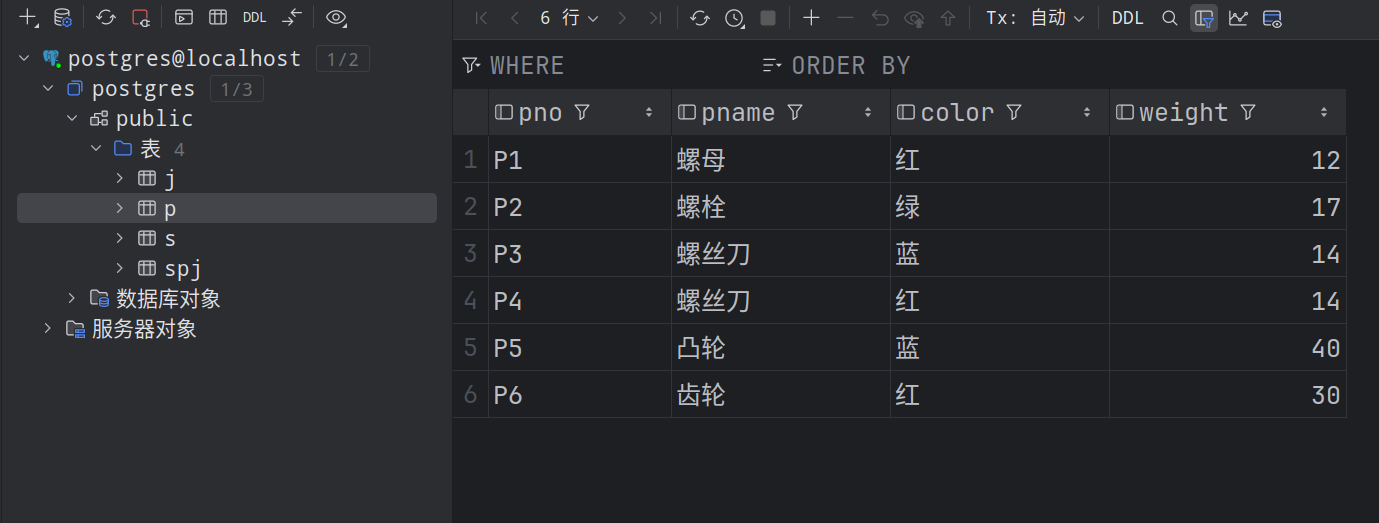 DDL
6 行
Tx: 自动
DDL
postgres@localhost 1/2
postgres 1/3
public
表 4
j
p
s
spj
数据库对象
服务器对象
WHERE
ORDER BY
pno pname color weight
1 P1 螺母 红 12
2 P2 螺栓 绿 17
3 P3 螺丝刀 蓝 14
4 P4 螺丝刀 红 14
5 P5 凸轮 蓝 40
6 P6 齿轮 红 30